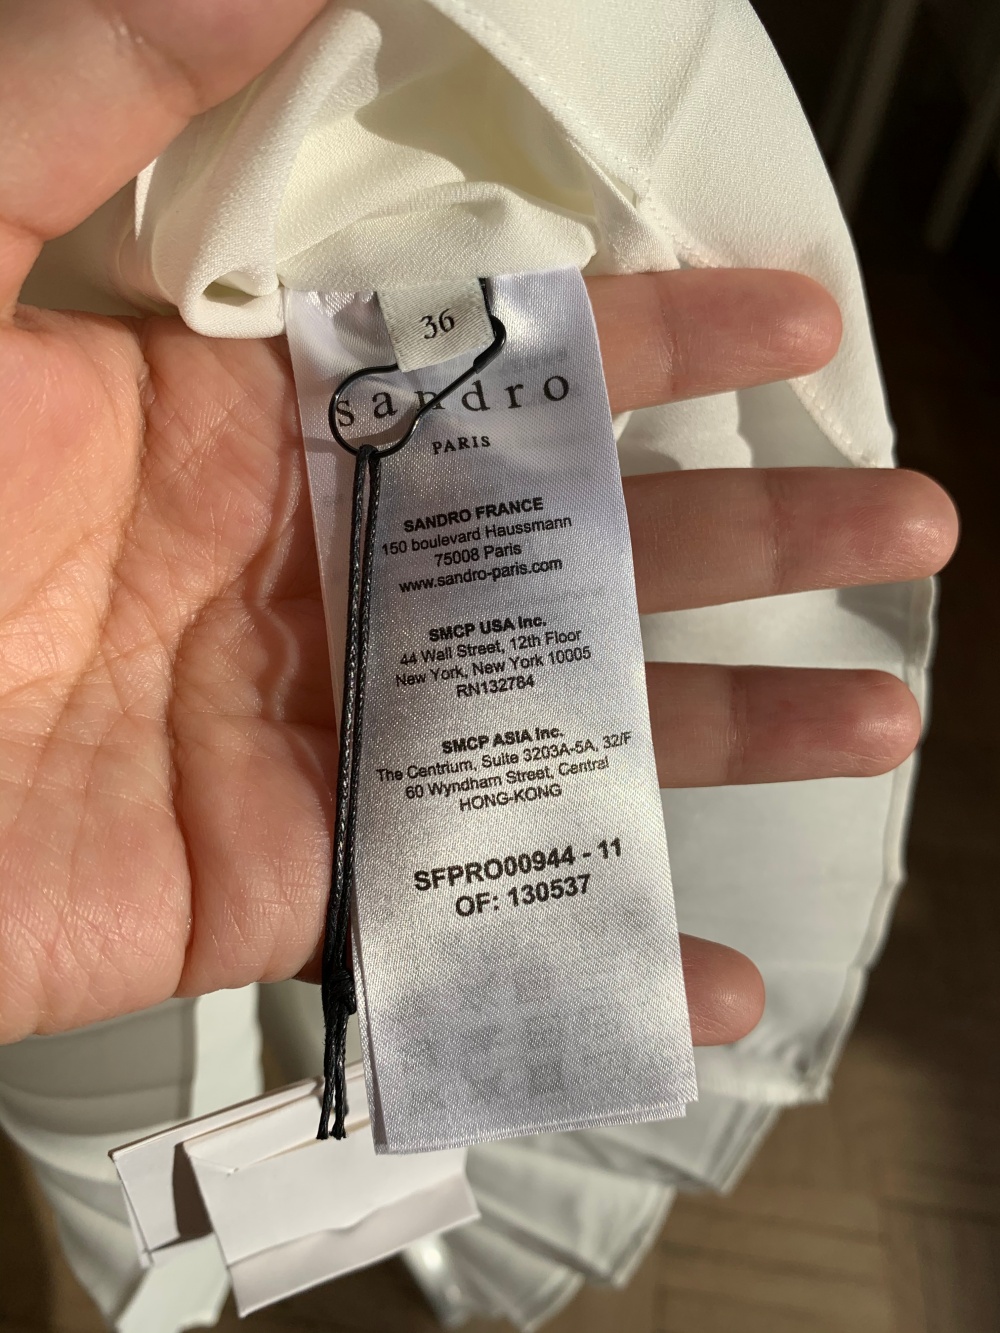 36
sandro
PARIS
SANDRO FRANCE
150 boulevard Haussmann
75008 Paris
www.sandro-paris.com
SMCP USA Inc.
44 Wall Street, 12th Floor
New York, New York 10005
RN132784
SMCP ASIA Inc.
The Centrium, Suite 3203A-5A, 32/F
60 Wyndham Street, Central
HONG-KONG
SFPRO00944 - 11
OF: 130537